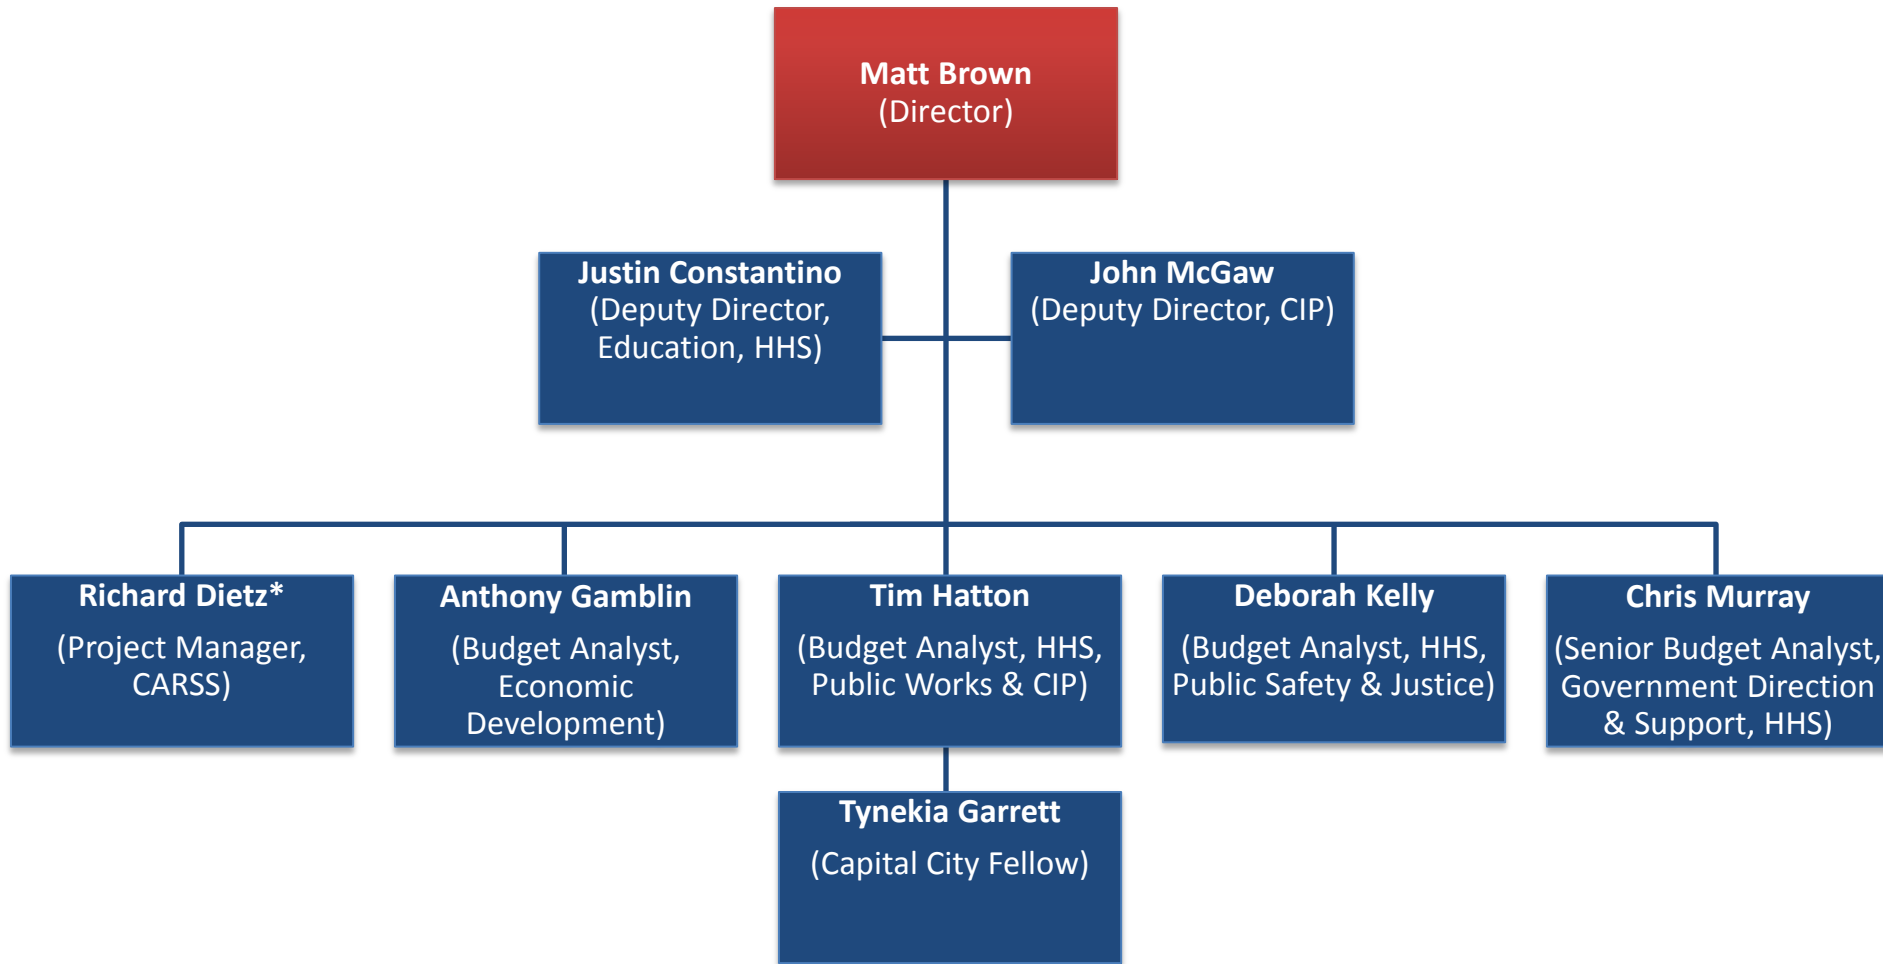 Matt Brown
(Director)
Justin Constantino
(Deputy Director,
Education, HHS)
John McGaw
(Deputy Director, CIP)
Richard Dietz*
(Project Manager,
CARSS)
Anthony Gamblin
(Budget Analyst,
Economic
Development)
Tim Hatton
(Budget Analyst, HHS,
Public Works & CIP)
Deborah Kelly
(Budget Analyst, HHS,
Public Safety & Justice)
Chris Murray
(Senior Budget Analyst,
Government Direction
& Support, HHS)
Tynekia Garrett
(Capital City Fellow)